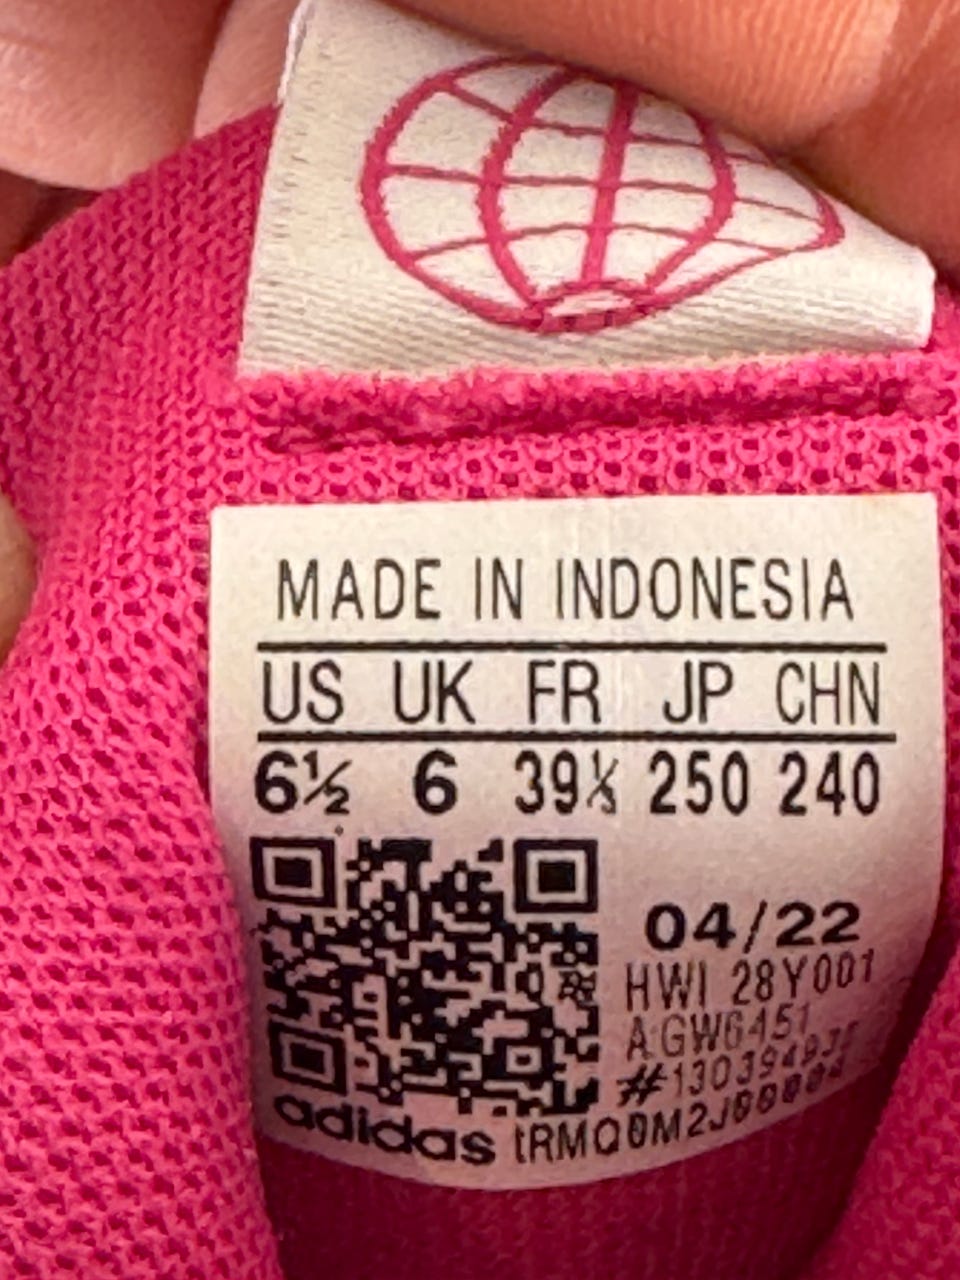 MADE IN INDONESIA
US UK FR JP CHN
6½ 6 39⅓ 250 240
04/22
HWI 28Y001
A:GW6451
adidas